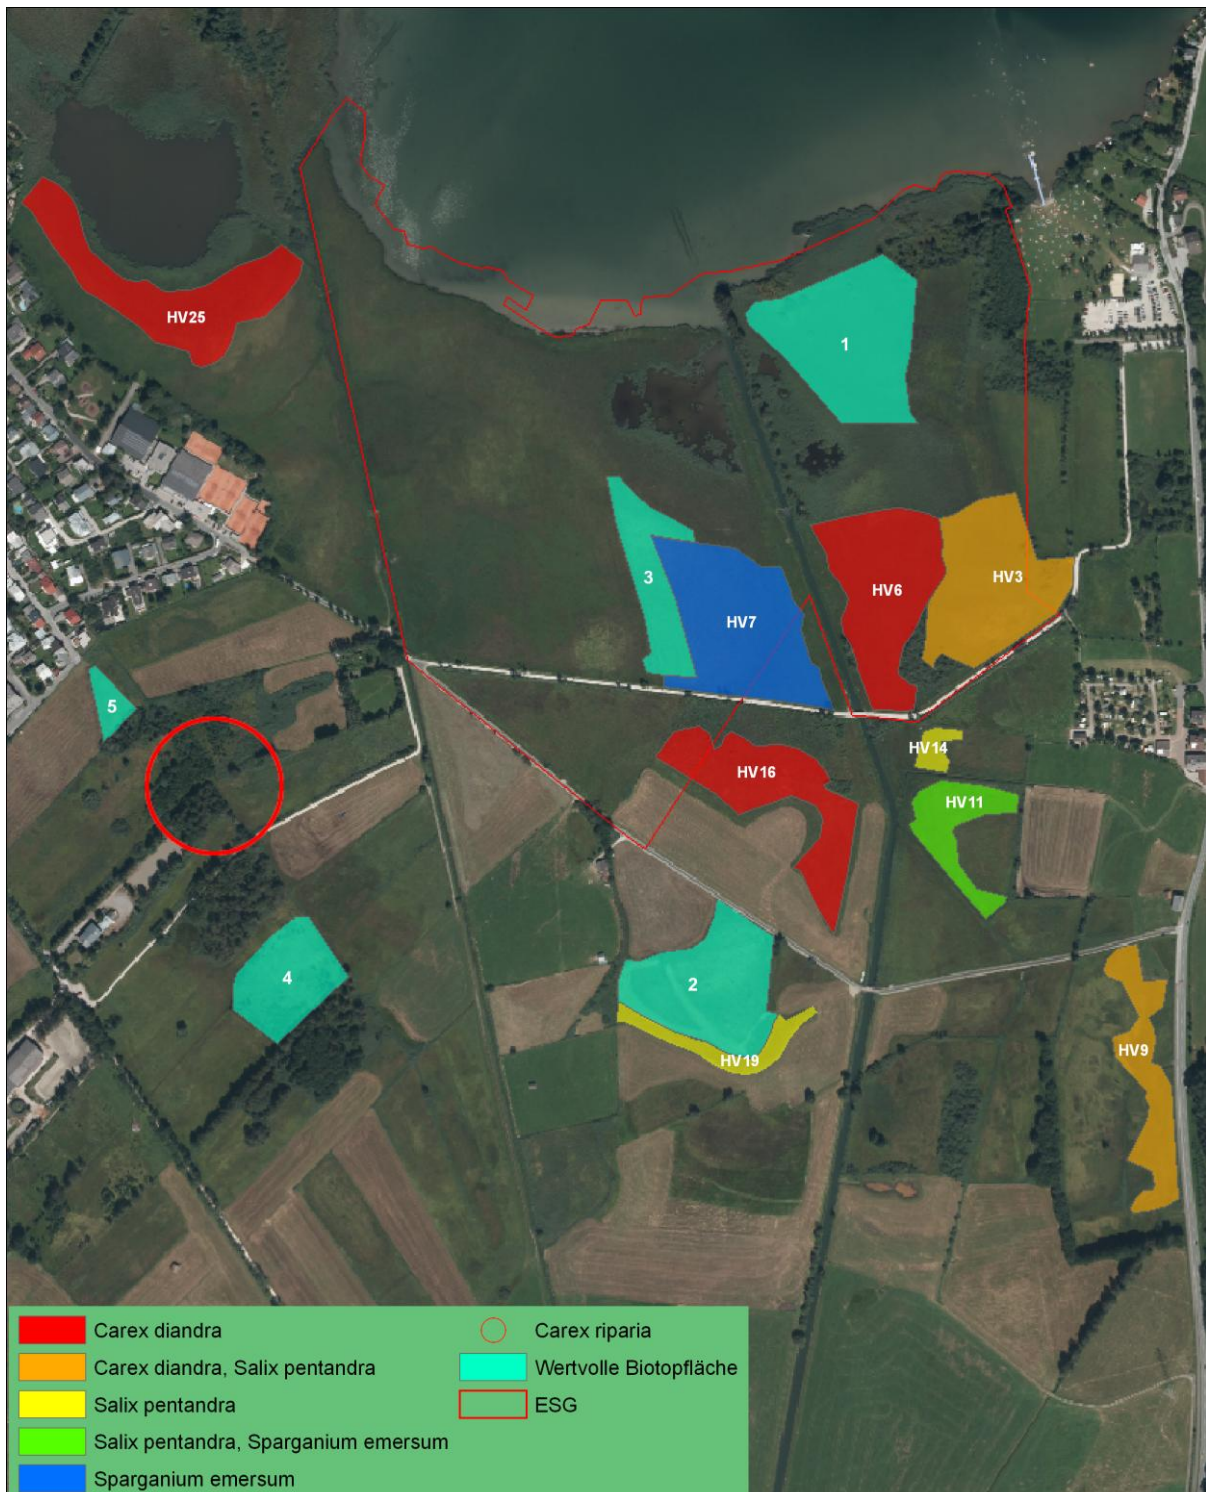 HV25
1
3
HV7
HV6
HV3
5
HV14
HV16
HV11
4
2
HV19
HV9
Carex diandra
Carex diandra, Salix pentandra
Salix pentandra
Salix pentandra, Sparganium emersum
Sparganium emersum
Carex riparia
Wertvolle Biotopfläche
ESG